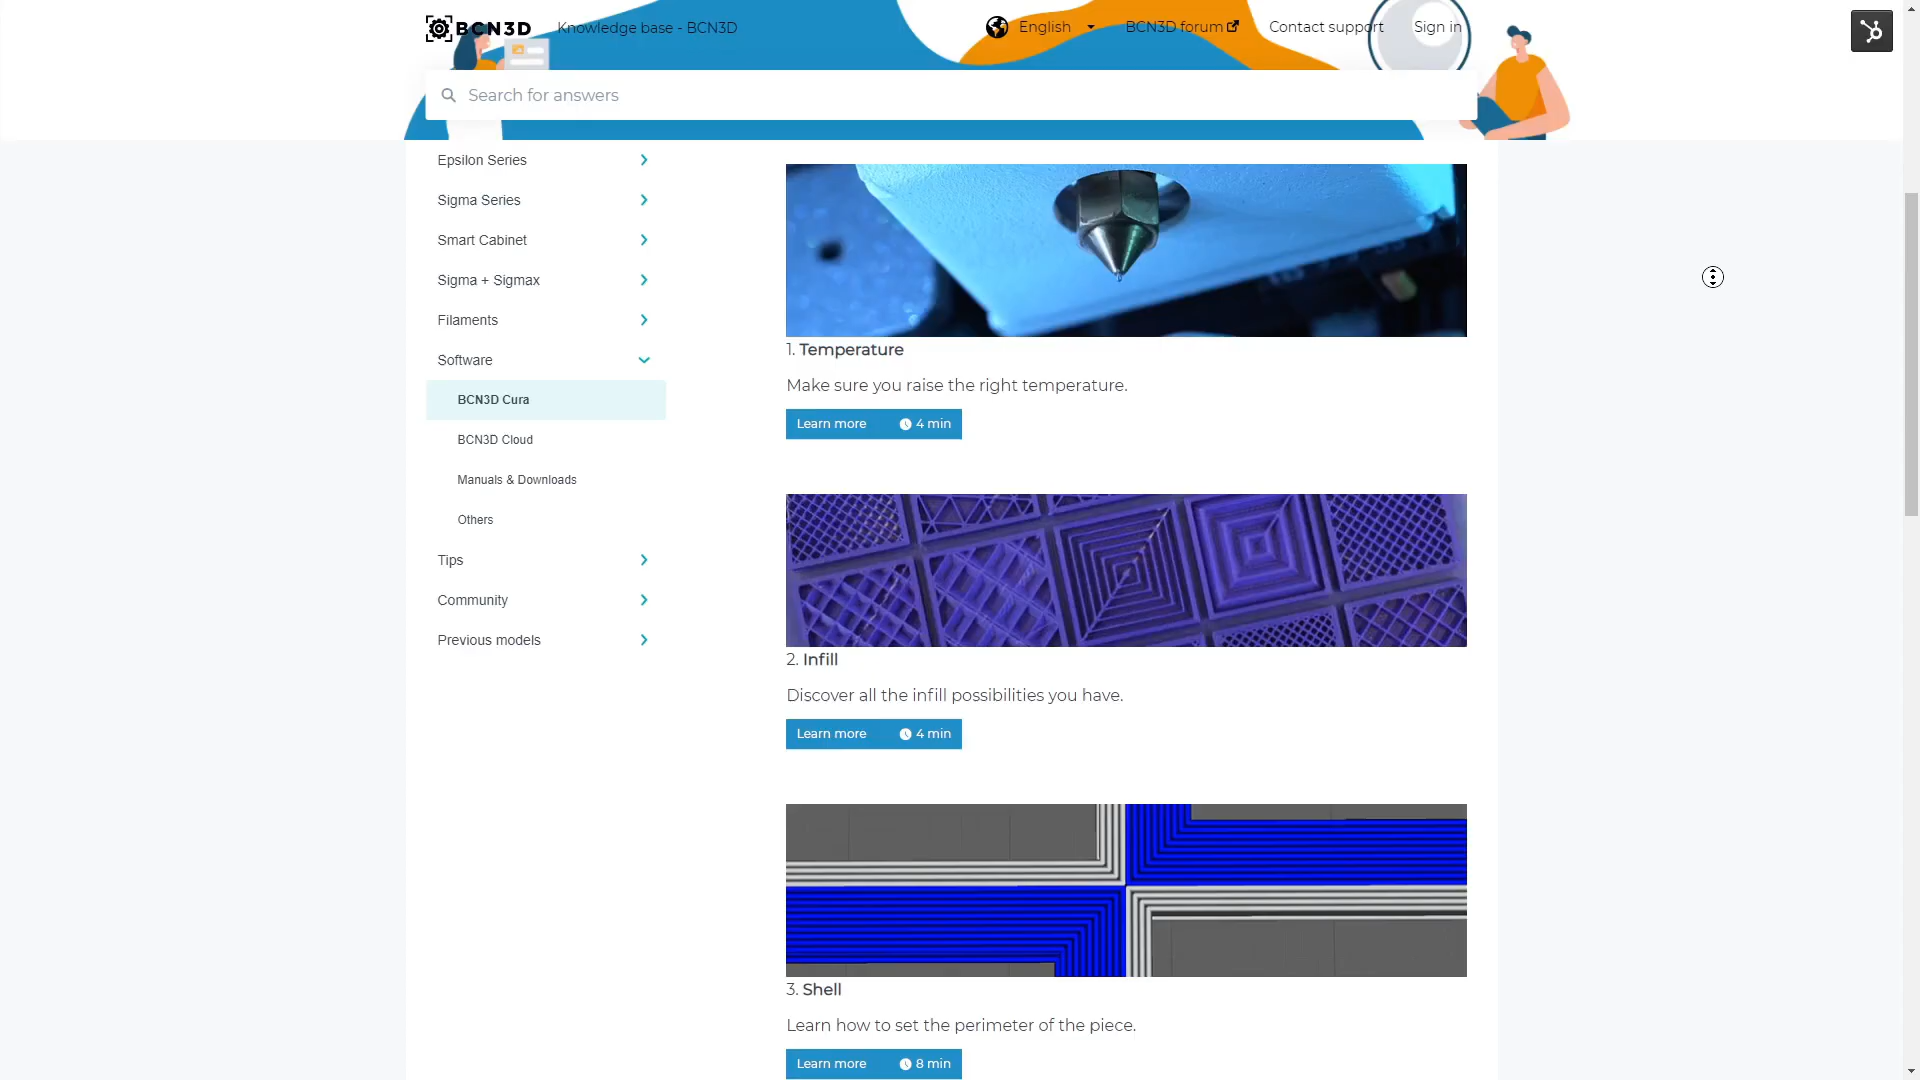 BCN3D
Knowledge base - BCN3D
English
BCN3D forum
Contact support
Sign in
Search for answers
Epsilon Series
Sigma Series
Smart Cabinet
Sigma + Sigmax
Filaments
Software
BCN3D Cura
BCN3D Cloud
Manuals & Downloads
Others
Tips
Community
Previous models
1. Temperature
Make sure you raise the right temperature.
Learn more 4 min
2. Infill
Discover all the infill possibilities you have.
Learn more 4 min
3. Shell
Learn how to set the perimeter of the piece.
Learn more 8 min